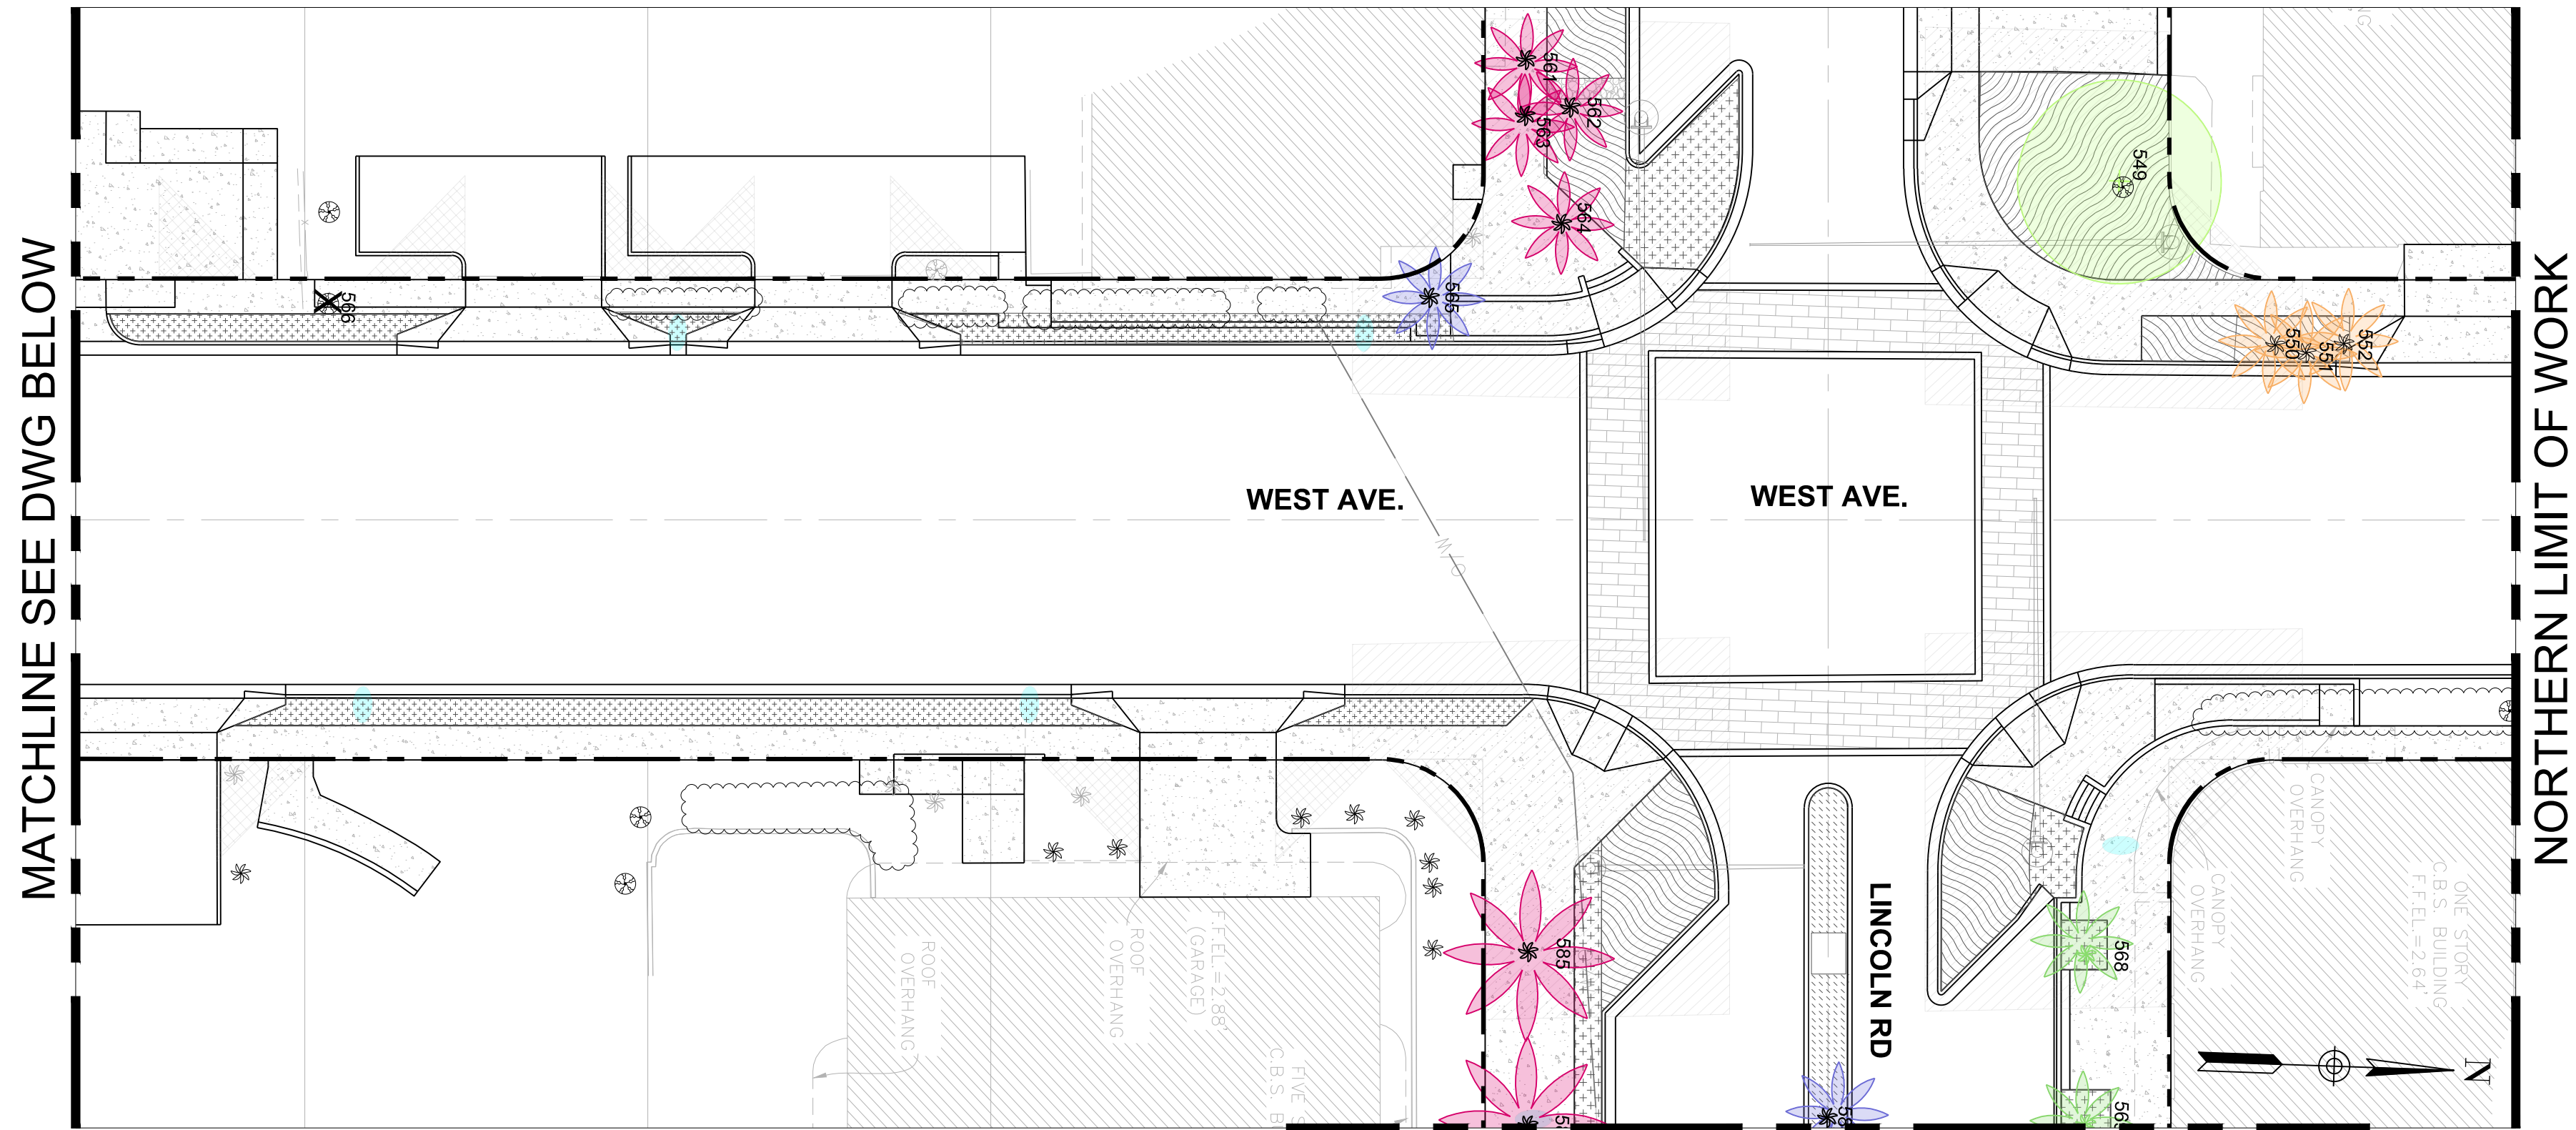 MATCHLINE SEE DWG BELOW
NORTHERN LIMIT OF WORK
561
562
563
564
565
566
549
550
551
552
WEST AVE.
WEST AVE.
LINCOLN RD
585
568
ROOF
OVERHANG
ROOF
OVERHANG
F.F.EL.=2.88'
(GARAGE)
CANOPY
OVERHANG
CANOPY
OVERHANG
ONE STORY
C.B.S. BUILDING
F.F.EL.=2.64'
FIVE S
C.B.S. B
N